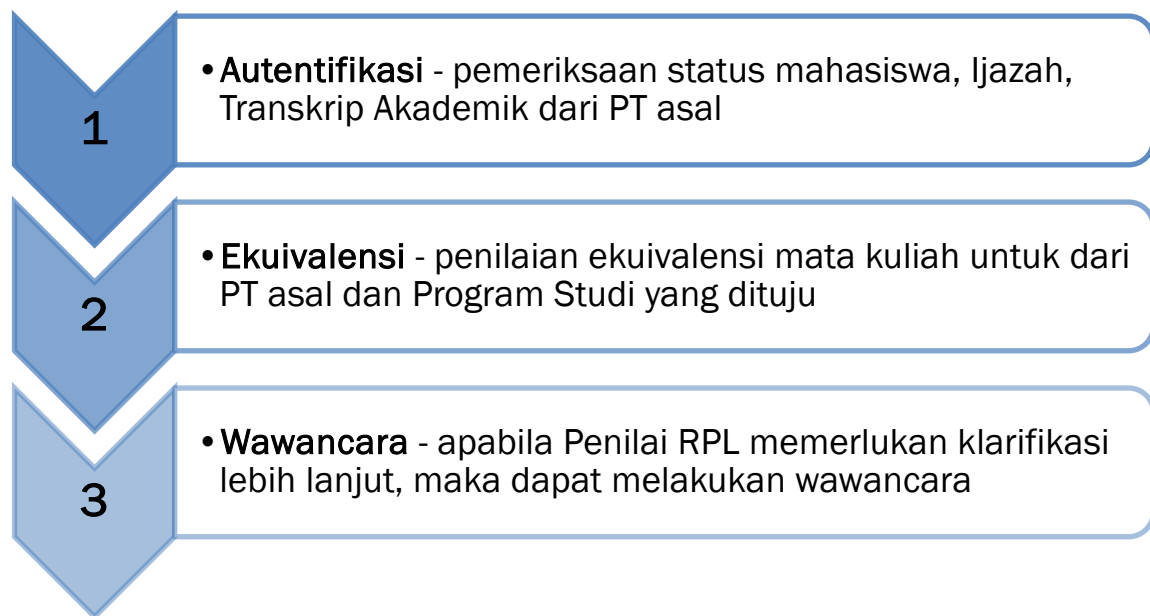 1
•Autentifikasi - pemeriksaan status mahasiswa, Ijazah,
Transkrip Akademik dari PT asal
2
•Ekuivalensi - penilaian ekuivalensi mata kuliah untuk dari
PT asal dan Program Studi yang dituju
3
•Wawancara - apabila Penilai RPL memerlukan klarifikasi
lebih lanjut, maka dapat melakukan wawancara